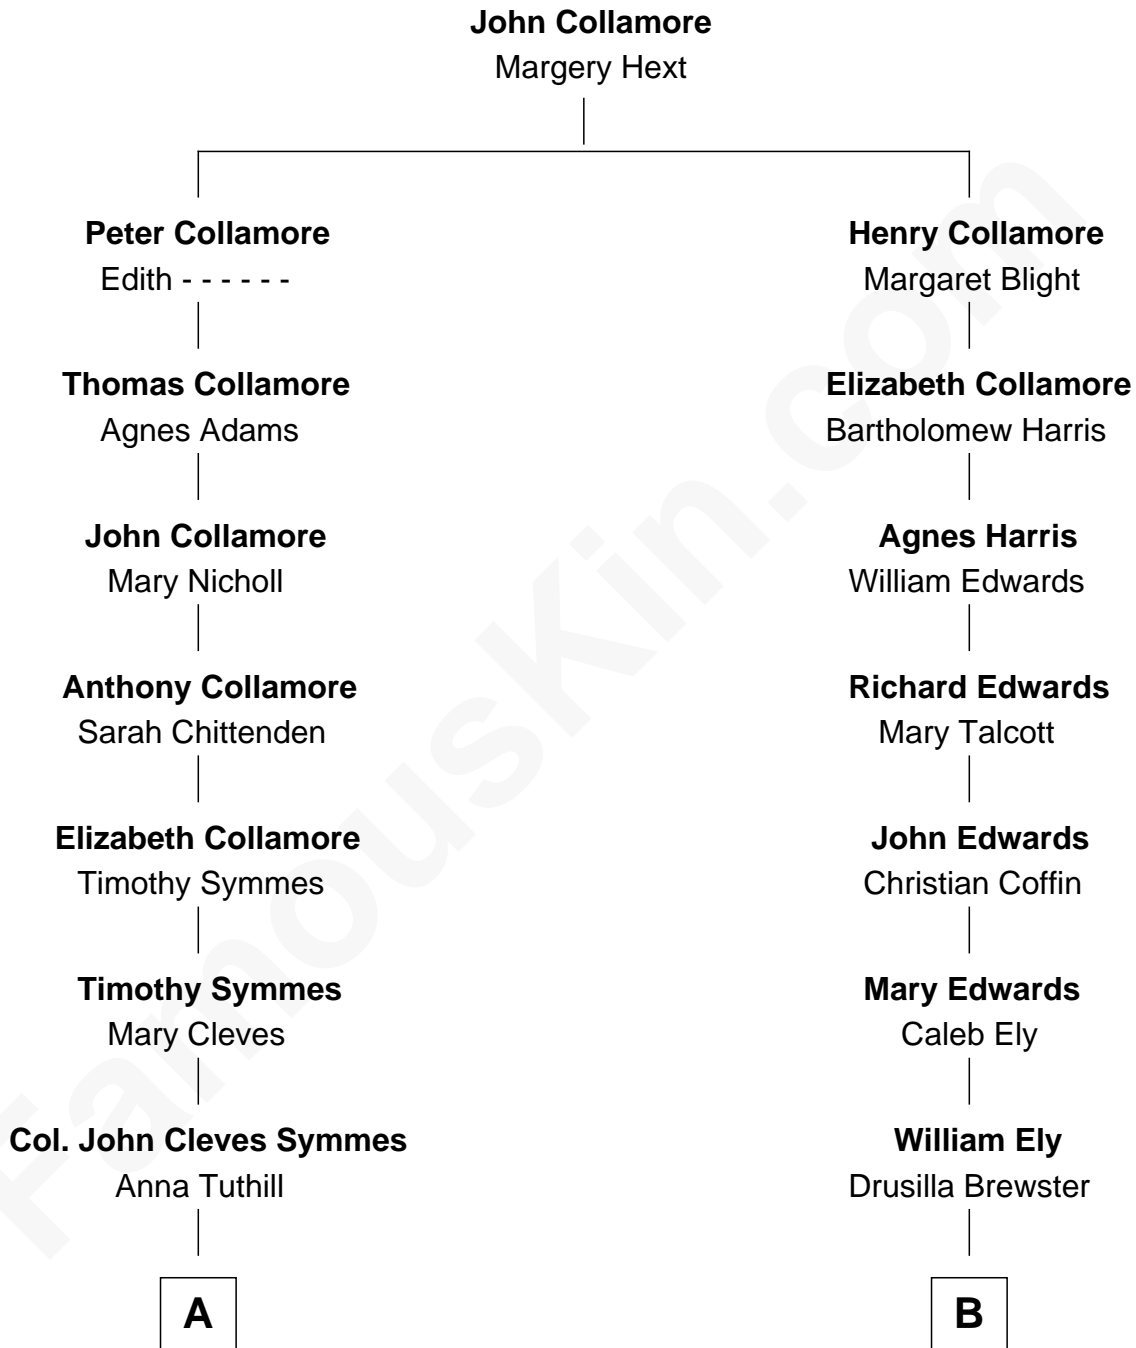 John Collamore
Margery Hext
Peter Collamore
Edith - - - - - -
Thomas Collamore
Agnes Adams
John Collamore
Mary Nicholl
Anthony Collamore
Sarah Chittenden
Elizabeth Collamore
Timothy Symmes
Timothy Symmes
Mary Cleves
Col. John Cleves Symmes
Anna Tuthill
A
Henry Collamore
Margaret Blight
Elizabeth Collamore
Bartholomew Harris
Agnes Harris
William Edwards
Richard Edwards
Mary Talcott
John Edwards
Christian Coffin
Mary Edwards
Caleb Ely
William Ely
Drusilla Brewster
B
FamousKin.com